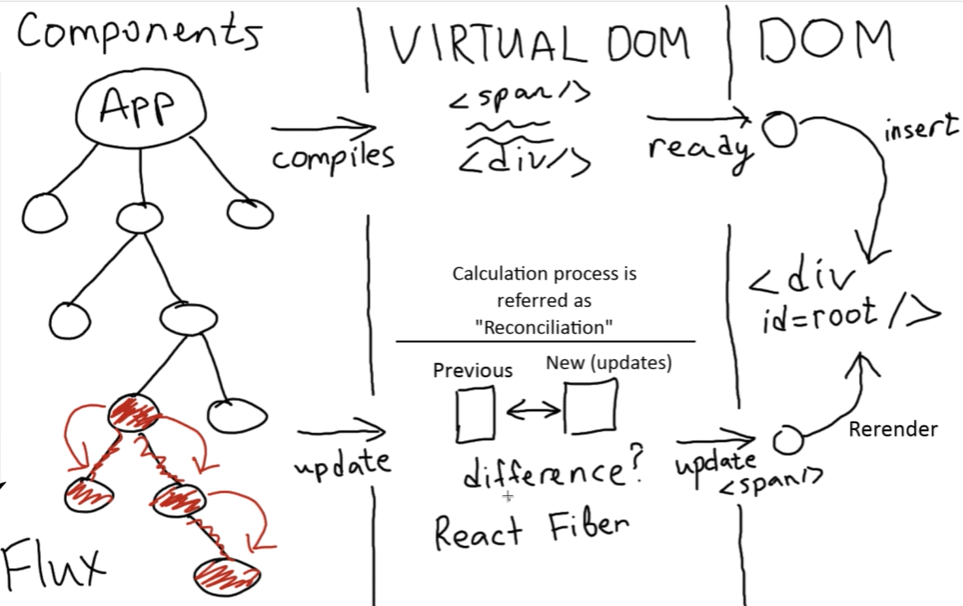 Components
VIRTUAL DOM
DOM
App
compiles
<span/>
<div/>
ready
insert
<div
id=root />
Calculation process is
referred as
"Reconciliation"
Previous
New (updates)
update
difference?
React Fiber
update
<span/>
Rerender
Flux